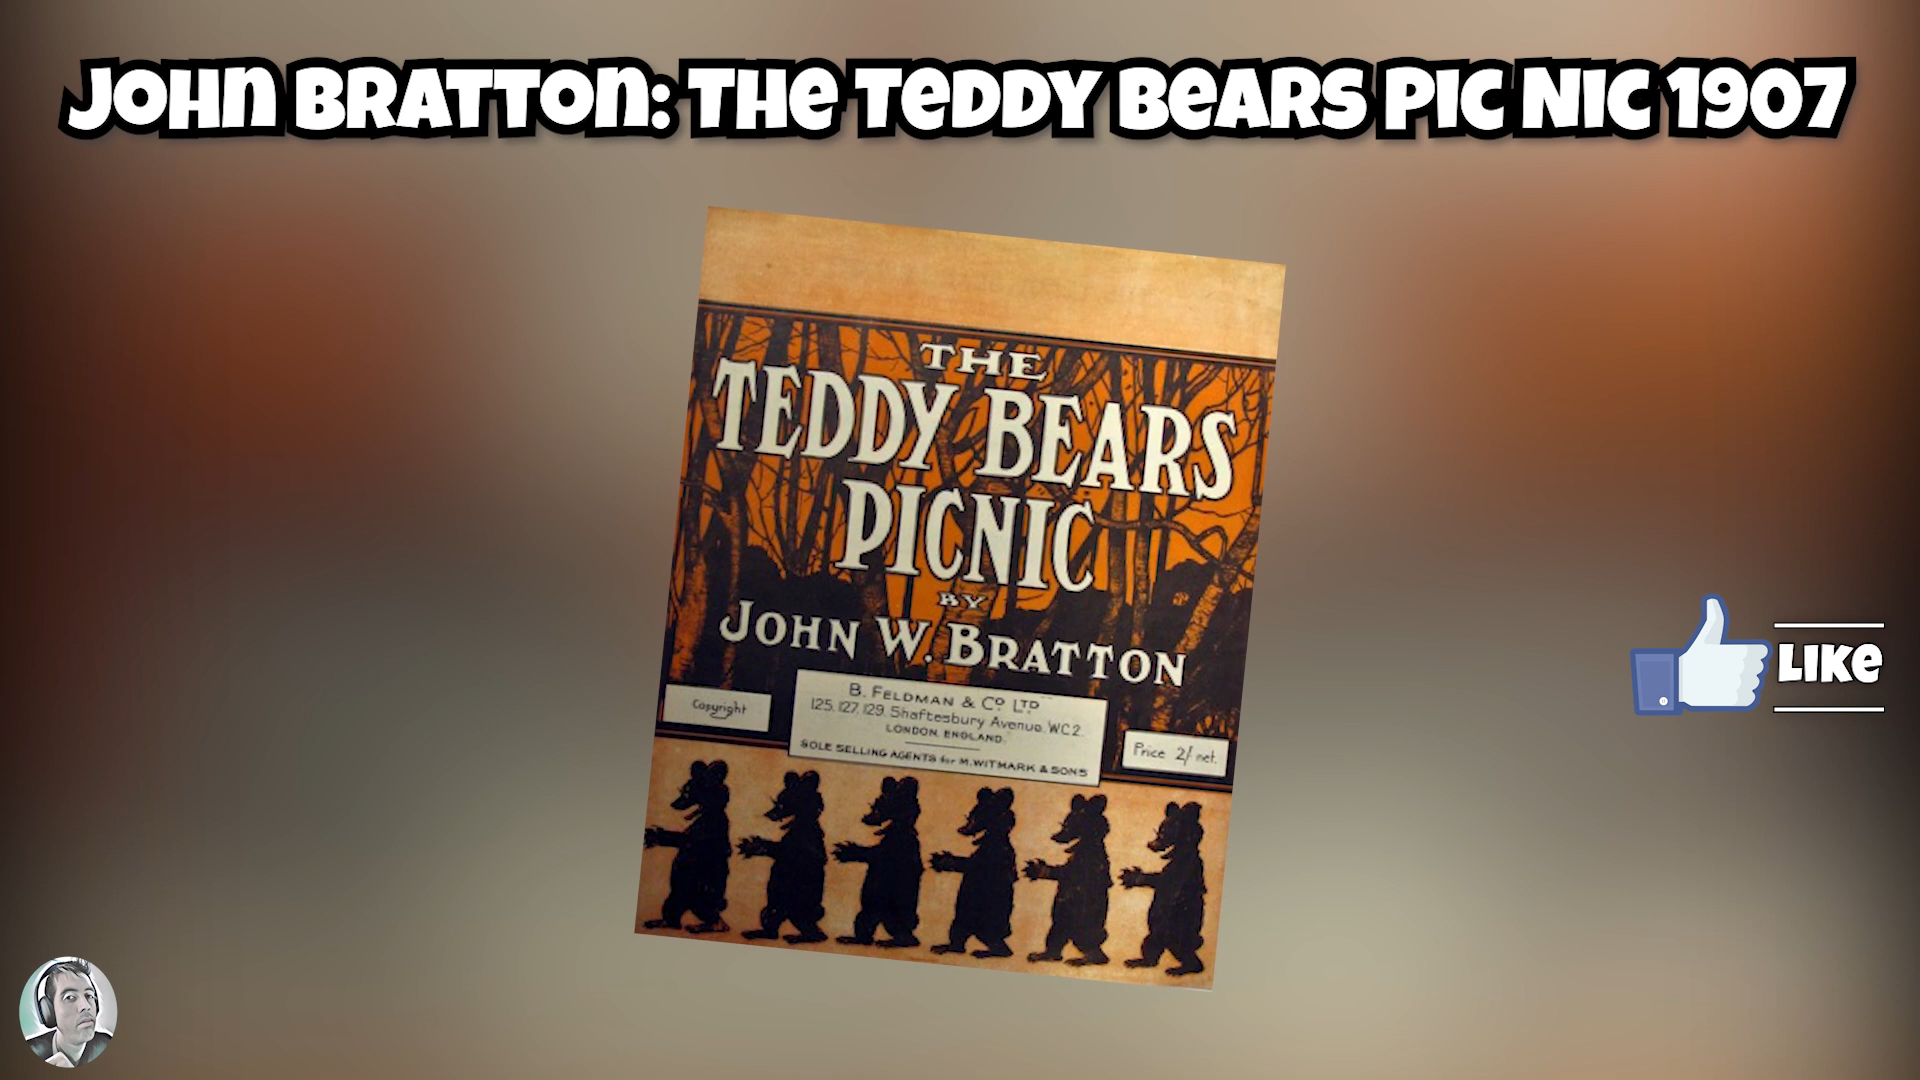 JOHN BRATTON: THE TEDDY BEARS PIC NIC 1907
THE
TEDDY BEARS
PICNIC
BY
JOHN W. BRATTON
Copyright
B. FELDMAN & Co LTD
125, 127, 129, Shaftesbury Avenue, WC2.
LONDON, ENGLAND.
SOLE SELLING AGENTS for M. WITMARK & SONS
Price 2/- net.
LIKE